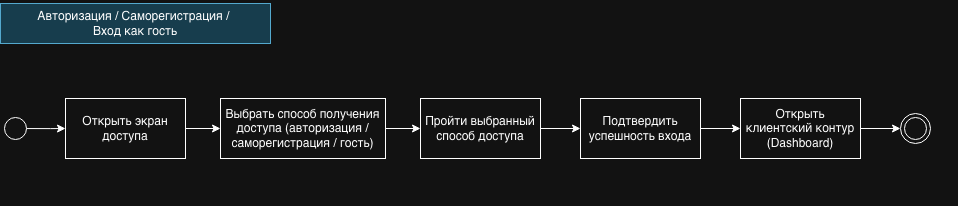 Авторизация / Саморегистрация /
Вход как гость
Открыть экран
доступа
Выбрать способ получения
доступа (авторизация /
саморегистрация / гость)
Пройти выбранный
способ доступа
Подтвердить
успешность входа
Открыть
клиентский контур
(Dashboard)